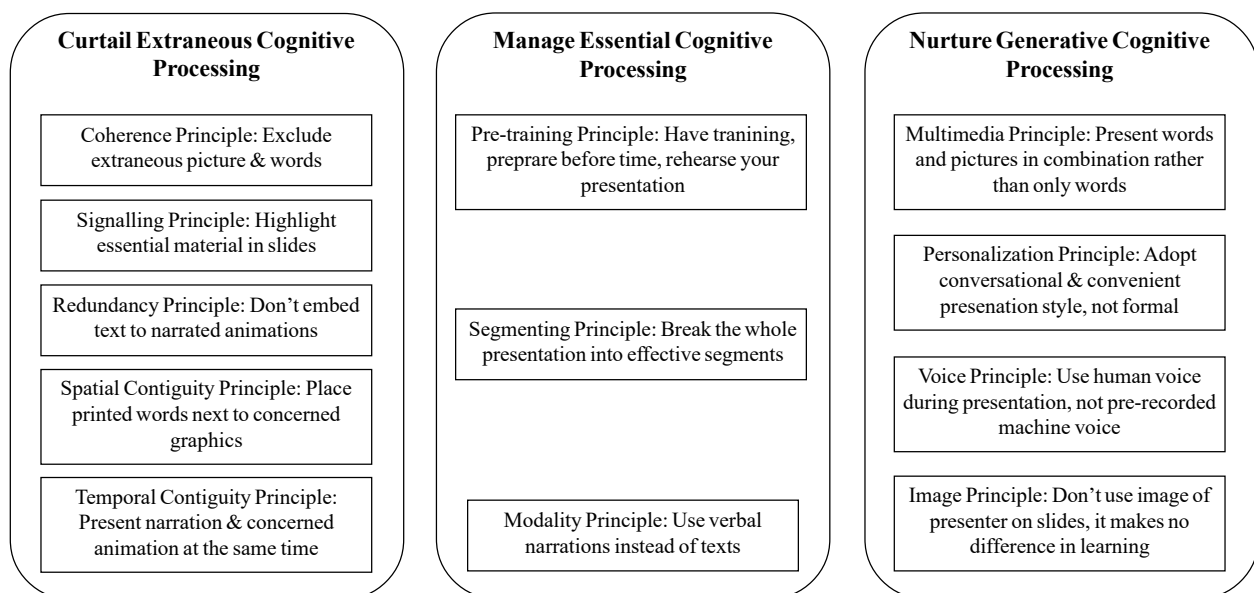 Curtail Extraneous Cognitive
Processing
Coherence Principle: Exclude
extraneous picture & words
Signalling Principle: Highlight
essential material in slides
Redundancy Principle: Don’t embed
text to narrated animations
Spatial Contiguity Principle: Place
printed words next to concerned
graphics
Temporal Contiguity Principle:
Present narration & concerned
animation at the same time
Manage Essential Cognitive
Processing
Pre-training Principle: Have tranining,
preprare before time, rehearse your
presentation
Segmenting Principle: Break the whole
presentation into effective segments
Modality Principle: Use verbal
narrations instead of texts
Nurture Generative Cognitive
Processing
Multimedia Principle: Present words
and pictures in combination rather
than only words
Personalization Principle: Adopt
conversational & convenient
presenation style, not formal
Voice Principle: Use human voice
during presentation, not pre-recorded
machine voice
Image Principle: Don’t use image of
presenter on slides, it makes no
difference in learning